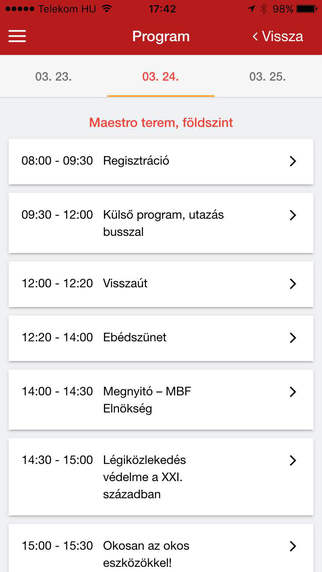 Telekom HU 17:42 98%
Program
Vissza
03. 23. 03. 24. 03. 25.
Maestro terem, földszint
08:00 - 09:30 Regisztráció
09:30 - 12:00 Külső program, utazás
busszal
12:00 - 12:20 Visszaút
12:20 - 14:00 Ebédszünet
14:00 - 14:30 Megnyitó – MBF
Elnökség
14:30 - 15:00 Légiközlekedés
védelme a XXI.
században
15:00 - 15:30 Okosan az okos
eszközökkel!